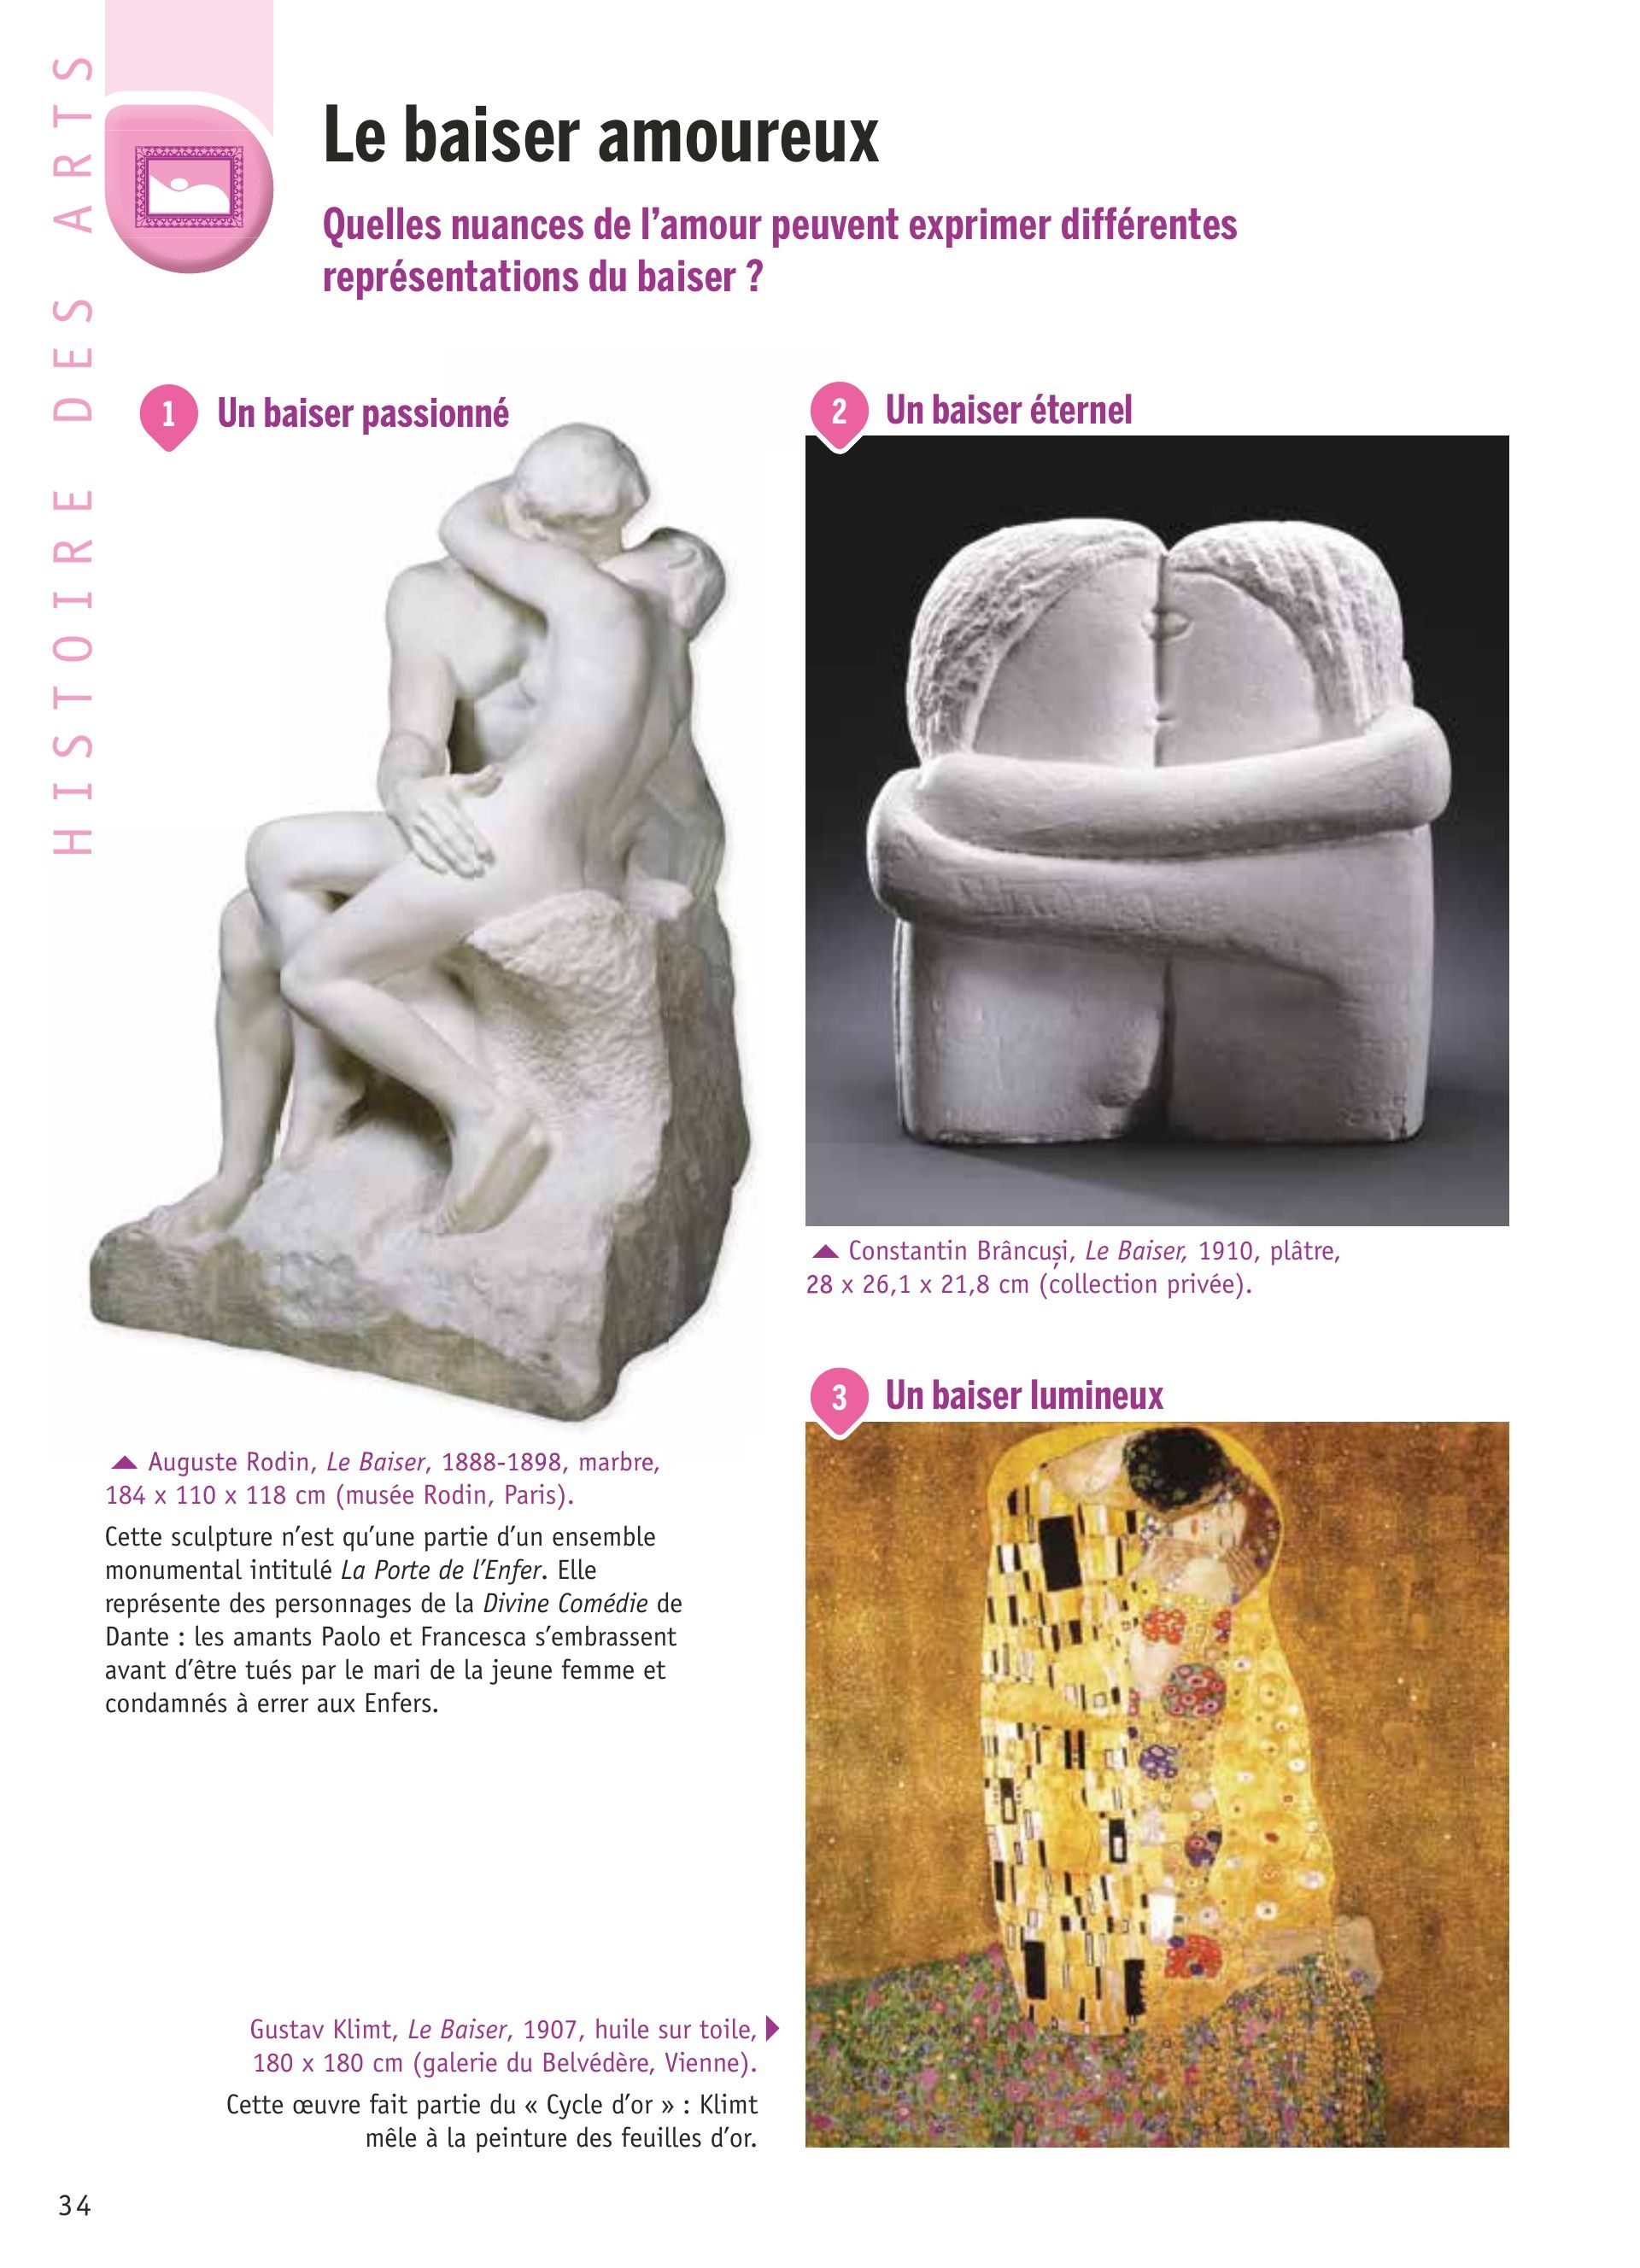 HISTOIRE DES ARTS
Le baiser amoureux
Quelles nuances de l’amour peuvent exprimer différentes
représentations du baiser ?
1 Un baiser passionné
Auguste Rodin, Le Baiser, 1888-1898, marbre,
184 x 110 x 118 cm (musée Rodin, Paris).
Cette sculpture n’est qu’une partie d’un ensemble
monumental intitulé La Porte de l’Enfer. Elle
représente des personnages de la Divine Comédie de
Dante : les amants Paolo et Francesca s’embrassent
avant d’être tués par le mari de la jeune femme et
condamnés à errer aux Enfers.
2 Un baiser éternel
Constantin Brâncuși, Le Baiser, 1910, plâtre,
28 x 26,1 x 21,8 cm (collection privée).
3 Un baiser lumineux
Gustav Klimt, Le Baiser, 1907, huile sur toile,
180 x 180 cm (galerie du Belvédère, Vienne).
Cette œuvre fait partie du « Cycle d’or » : Klimt
mêle à la peinture des feuilles d’or.
34